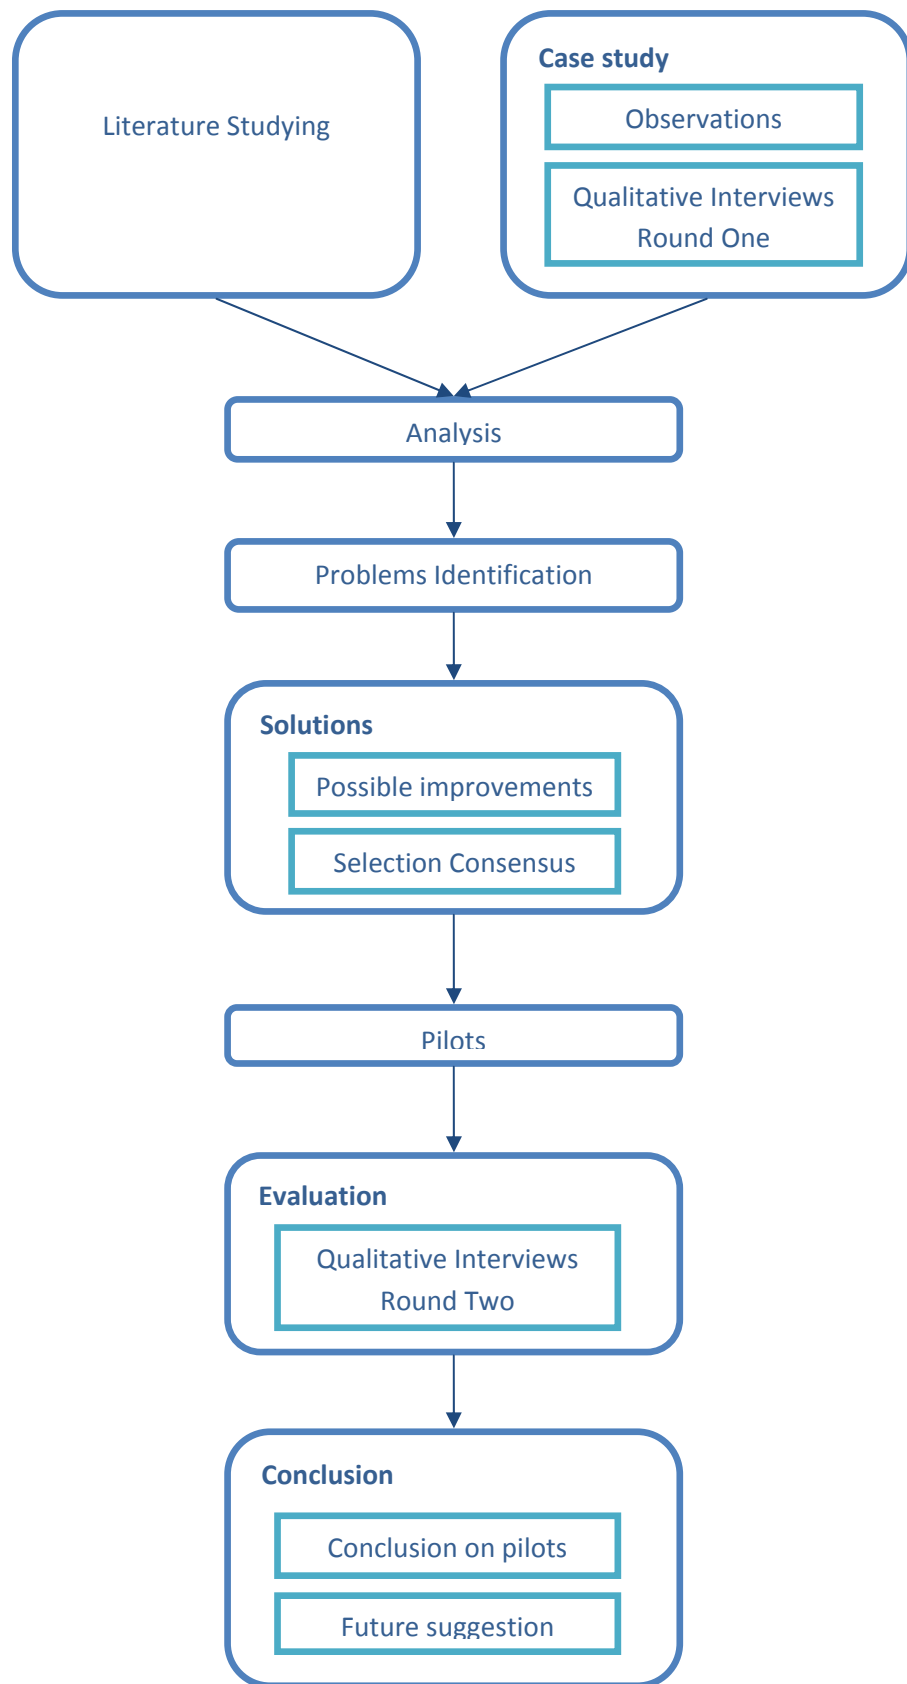 Literature Studying
Case study
Observations
Qualitative Interviews
Round One
Analysis
Problems Identification
Solutions
Possible improvements
Selection Consensus
Pilots
Evaluation
Qualitative Interviews
Round Two
Conclusion
Conclusion on pilots
Future suggestion